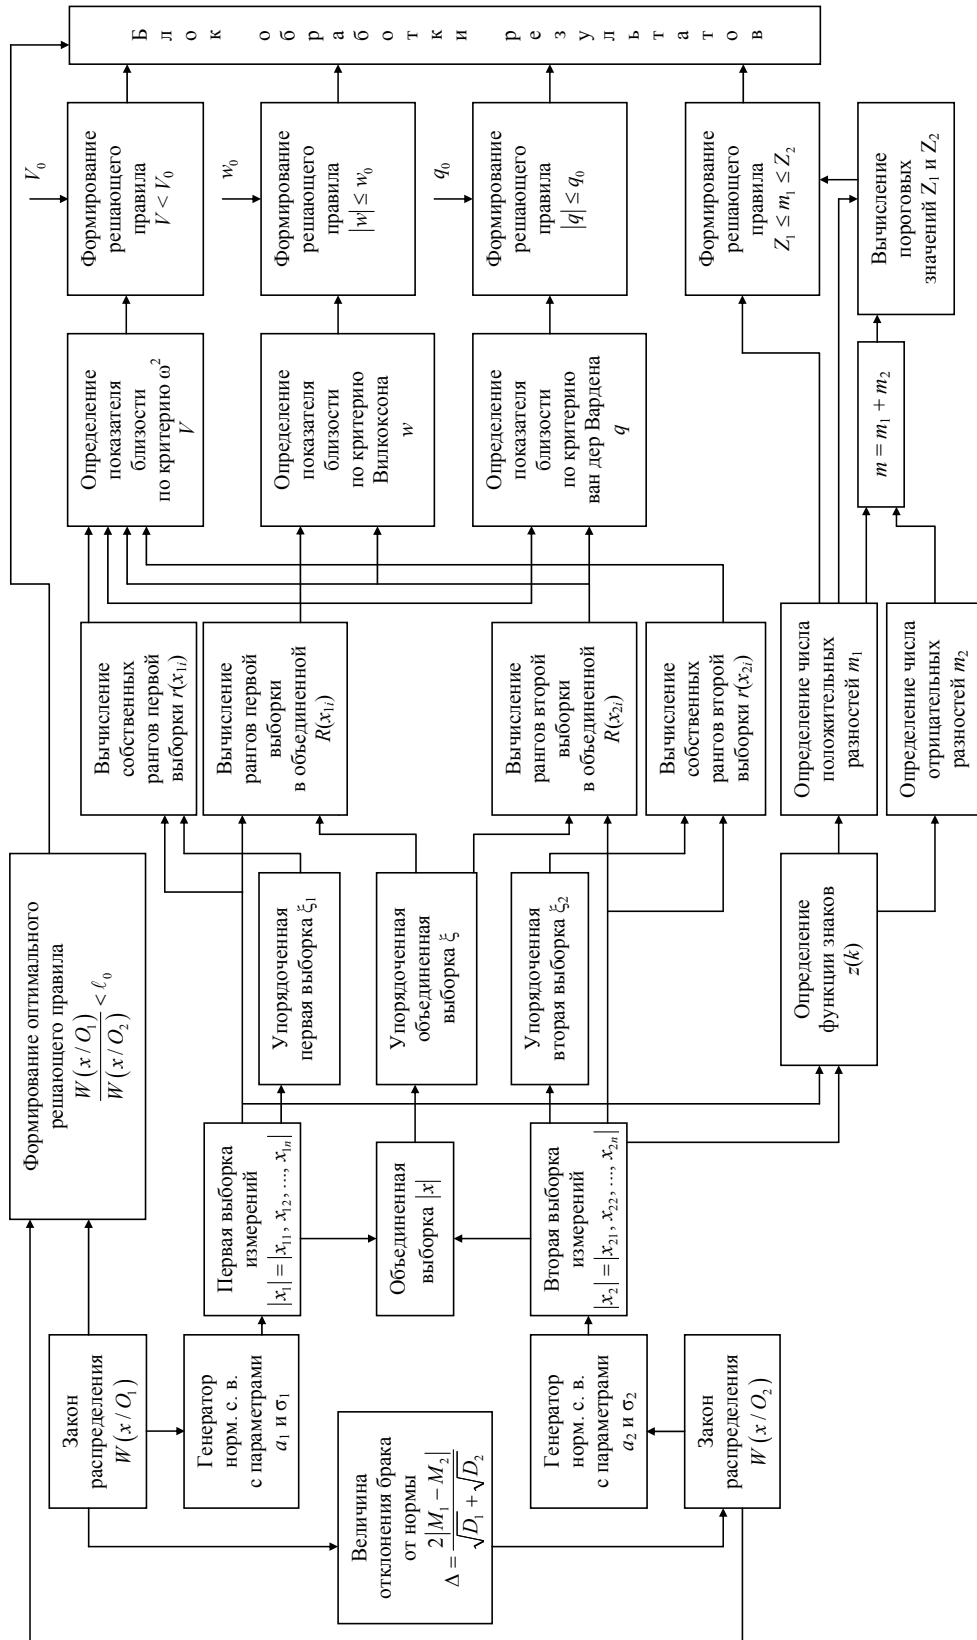 Закон
распределения
W(x / O₁)
Генератор
норм. с. в.
с параметрами
a₁ и σ₁
Величина
отклонения брака
от нормы
Δ = 2|M₁ − M₂| / (√D₁ + √D₂)
Генератор
норм. с. в.
с параметрами
a₂ и σ₂
Закон
распределения
W(x / O₂)
Формирование оптимального
решающего правила
W(x / O₁) / W(x / O₂) < ℓ₀
Первая выборка
измерений
|x₁| = |x₁₁, x₁₂, ..., x₁ₙ|
Объединенная
выборка |x|
Вторая выборка
измерений
|x₂| = |x₂₁, x₂₂, ..., x₂ₙ|
Упорядоченная
первая выборка ξ₁
Упорядоченная
объединенная
выборка ξ
Упорядоченная
вторая выборка ξ₂
Определение
функции знаков
z(k)
Вычисление
собственных
рангов первой
выборки r(x₁ᵢ)
Вычисление
рангов первой
выборки
в объединенной
R(x₁ᵢ)
Вычисление
рангов второй
выборки
в объединенной
R(x₂ᵢ)
Вычисление
собственных
рангов второй
выборки r(x₂ᵢ)
Определение числа
положительных
разностей m₁
Определение числа
отрицательных
разностей m₂
Определение
показателя
близости
по критерию ω²
V
Определение
показателя
близости
по критерию
Вилкоксона
w
Определение
показателя
близости
по критерию
ван дер Вардена
q
m = m₁ + m₂
V₀
Формирование
решающего
правила
V < V₀
w₀
Формирование
решающего
правила
|w| ≤ w₀
q₀
Формирование
решающего
правила
|q| ≤ q₀
Формирование
решающего
правила
Z₁ ≤ m₁ ≤ Z₂
Вычисление
пороговых
значений Z₁ и Z₂
Блок обработки результатов